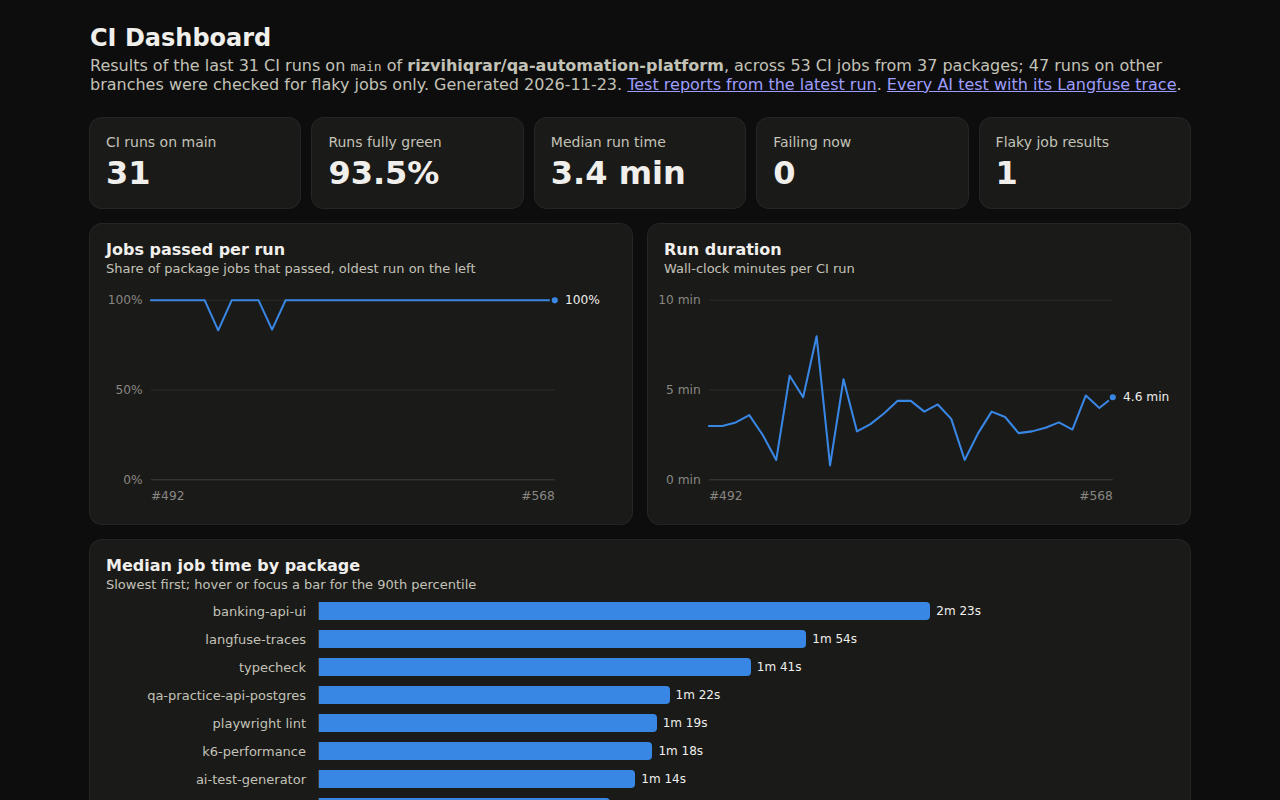 CI Dashboard
Results of the last 31 CI runs on main of rizvihiqrar/qa-automation-platform, across 53 CI jobs from 37 packages; 47 runs on other
branches were checked for flaky jobs only. Generated 2026-11-23. Test reports from the latest run. Every AI test with its Langfuse trace.
CI runs on main
31
Runs fully green
93.5%
Median run time
3.4 min
Failing now
0
Flaky job results
1
Jobs passed per run
Share of package jobs that passed, oldest run on the left
100%
100%
50%
0%
#492
#568
Run duration
Wall-clock minutes per CI run
10 min
5 min
4.6 min
0 min
#492
#568
Median job time by package
Slowest first; hover or focus a bar for the 90th percentile
banking-api-ui 2m 23s
langfuse-traces 1m 54s
typecheck 1m 41s
qa-practice-api-postgres 1m 22s
playwright lint 1m 19s
k6-performance 1m 18s
ai-test-generator 1m 14s